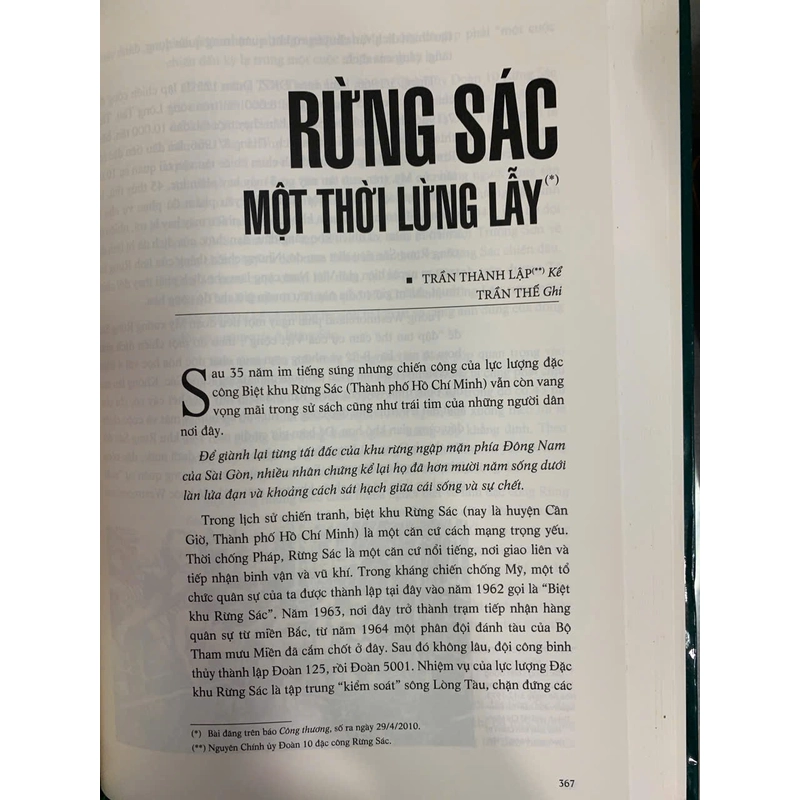 RỪNG SÁC
MỘT THỜI LỪNG LẪY(*)
▪ TRẦN THÀNH LẬP(**) Kể
TRẦN THẾ Ghi
Sau 35 năm im tiếng súng nhưng chiến công của lực lượng đặc
công Biệt khu Rừng Sác (Thành phố Hồ Chí Minh) vẫn còn vang
vọng mãi trong sử sách cũng như trái tim của những người dân
nơi đây.
Để giành lại từng tất đấc của khu rừng ngập mặn phía Đông Nam
của Sài Gòn, nhiều nhân chứng kể lại họ đã hơn mười năm sống dưới
làn lửa đạn và khoảng cách sát hạch giữa cái sống và sự chết.
Trong lịch sử chiến tranh, biệt khu Rừng Sác (nay là huyện Cần
Giờ, Thành phố Hồ Chí Minh) là một căn cứ cách mạng trọng yếu.
Thời chống Pháp, Rừng Sác là một căn cứ nổi tiếng, nơi giao liên và
tiếp nhận binh vận và vũ khí. Trong kháng chiến chống Mỹ, một tổ
chức quân sự của ta được thành lập tại đây vào năm 1962 gọi là “Biệt
khu Rừng Sác”. Năm 1963, nơi đây trở thành trạm tiếp nhận hàng
quân sự từ miền Bắc, từ năm 1964 một phân đội đánh tàu của Bộ
Tham mưu Miền đã cắm chốt ở đây. Sau đó không lâu, đội công binh
thủy thành lập Đoàn 125, rồi Đoàn 5001. Nhiệm vụ của lực lượng Đặc
khu Rừng Sác là tập trung “kiểm soát” sông Lòng Tàu, chặn đứng các
(*) Bài đăng trên báo Công thương, số ra ngày 29/4/2010.
(**) Nguyên Chính ủy Đoàn 10 đặc công Rừng Sác.
367